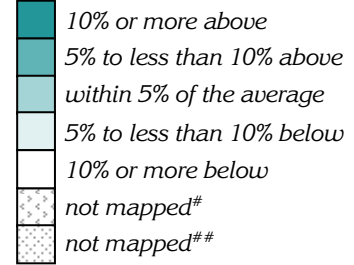 10% or more above
5% to less than 10% above
within 5% of the average
5% to less than 10% below
10% or more below
not mapped#
not mapped##